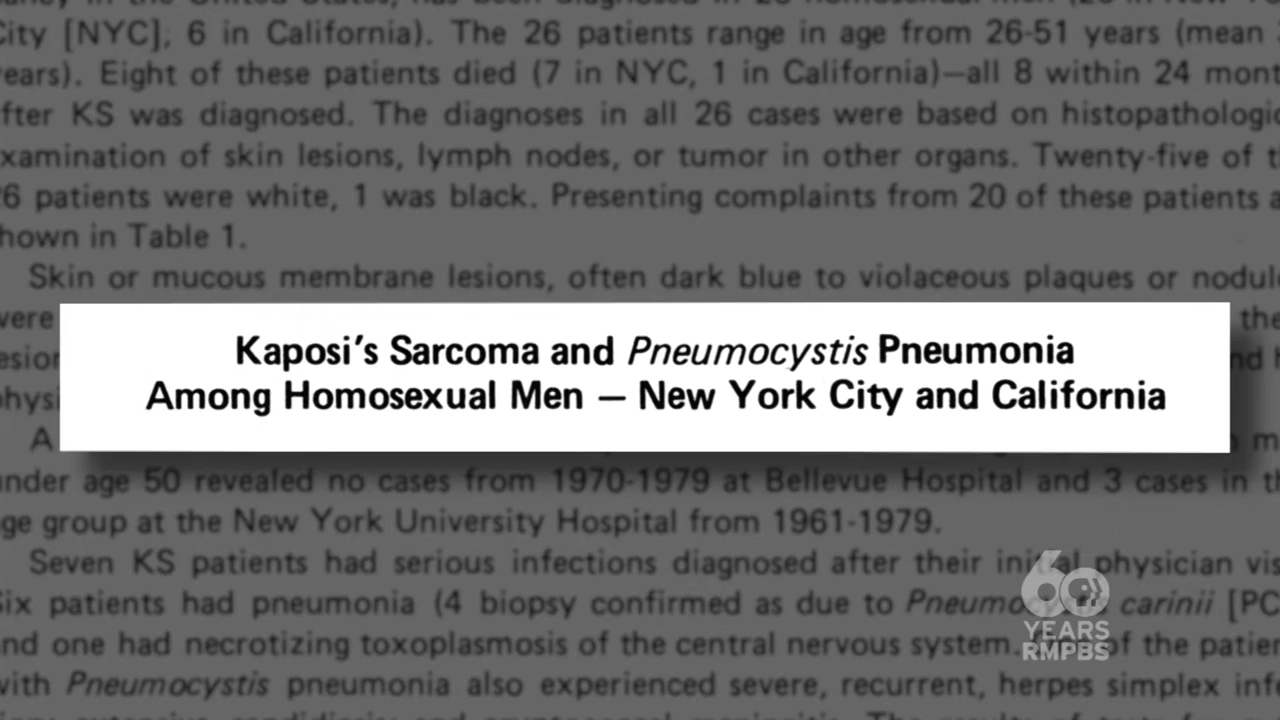 City [NYC]; 6 in California). The 26 patients range in age from 26-51 years (mean
years). Eight of these patients died (7 in NYC, 1 in California)—all 8 within 24
after KS was diagnosed. The diagnoses in all 26 cases were based on
examination of skin lesions, lymph nodes, or tumor in other organs. Twenty-five of
26 patients were white, 1 was black. Presenting complaints from 20 of these patients
shown in Table 1.
Skin or mucous membrane lesions, often dark blue to violaceous plaques or
were
Kaposi's Sarcoma and Pneumocystis Pneumonia
Among Homosexual Men — New York City and California
A
under age 50 revealed no cases from 1970-1979 at Bellevue Hospital and 3 cases in
age group at the New York University Hospital from 1961-1979.
Seven KS patients had serious infections diagnosed after their initial physician
Six patients had pneumonia (4 biopsy confirmed as due to Pneumocystis carinii
and one had necrotizing toxoplasmosis of the central nervous system. of the
with Pneumocystis pneumonia also experienced severe, recurrent, herpes simplex
60
YEARS
RMPBS